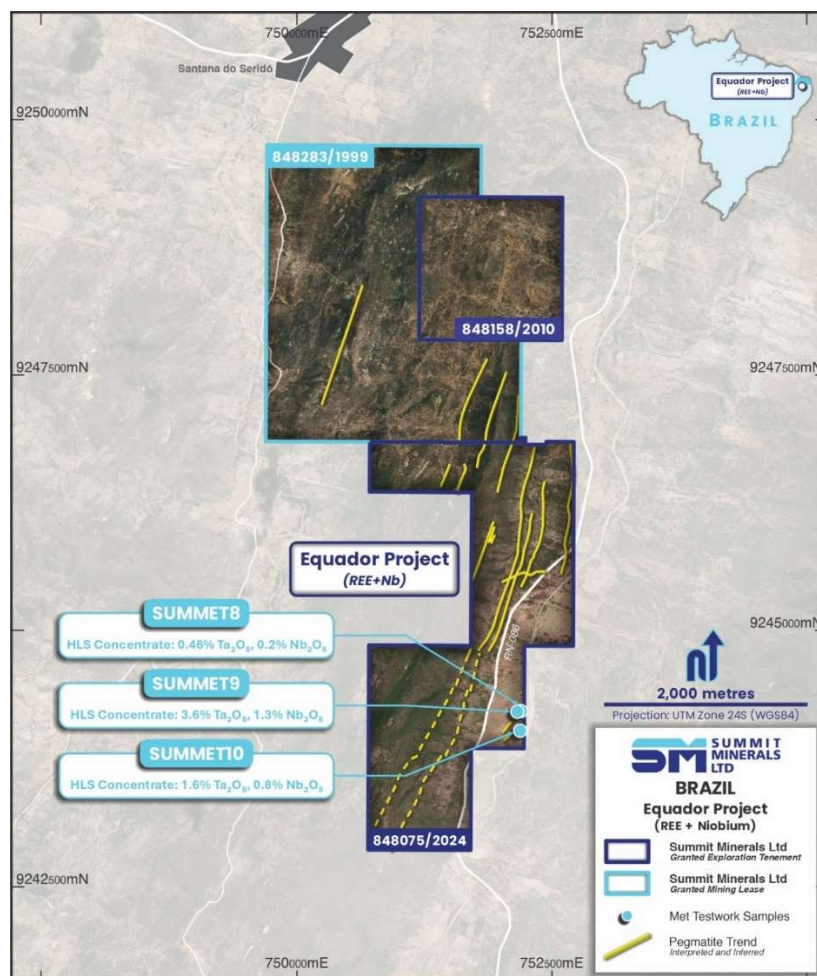 750000mE
752500mE
Santana do Seridó
Equador Project
(REE+Nb)
BRAZIL
9250000mN
848283/1999
848158/2010
9247500mN
9247500mN
Equador Project
(REE+Nb)
SUMMET8
HLS Concentrate: 0.46% Ta₂O₅, 0.2% Nb₂O₅
SUMMET9
HLS Concentrate: 3.6% Ta₂O₅, 1.3% Nb₂O₅
SUMMET10
HLS Concentrate: 1.6% Ta₂O₅, 0.8% Nb₂O₅
RN-086
9245000mN
2,000 metres
Projection: UTM Zone 24S (WGS84)
848075/2024
9242500mN
SM SUMMIT
MINERALS
LTD
BRAZIL
Equador Project
(REE + Niobium)
Summit Minerals Ltd
Granted Exploration Tenement
Summit Minerals Ltd
Granted Mining Lease
Met Testwork Samples
Pegmatite Trend
Interpreted and Inferred
750000mE
752500mE